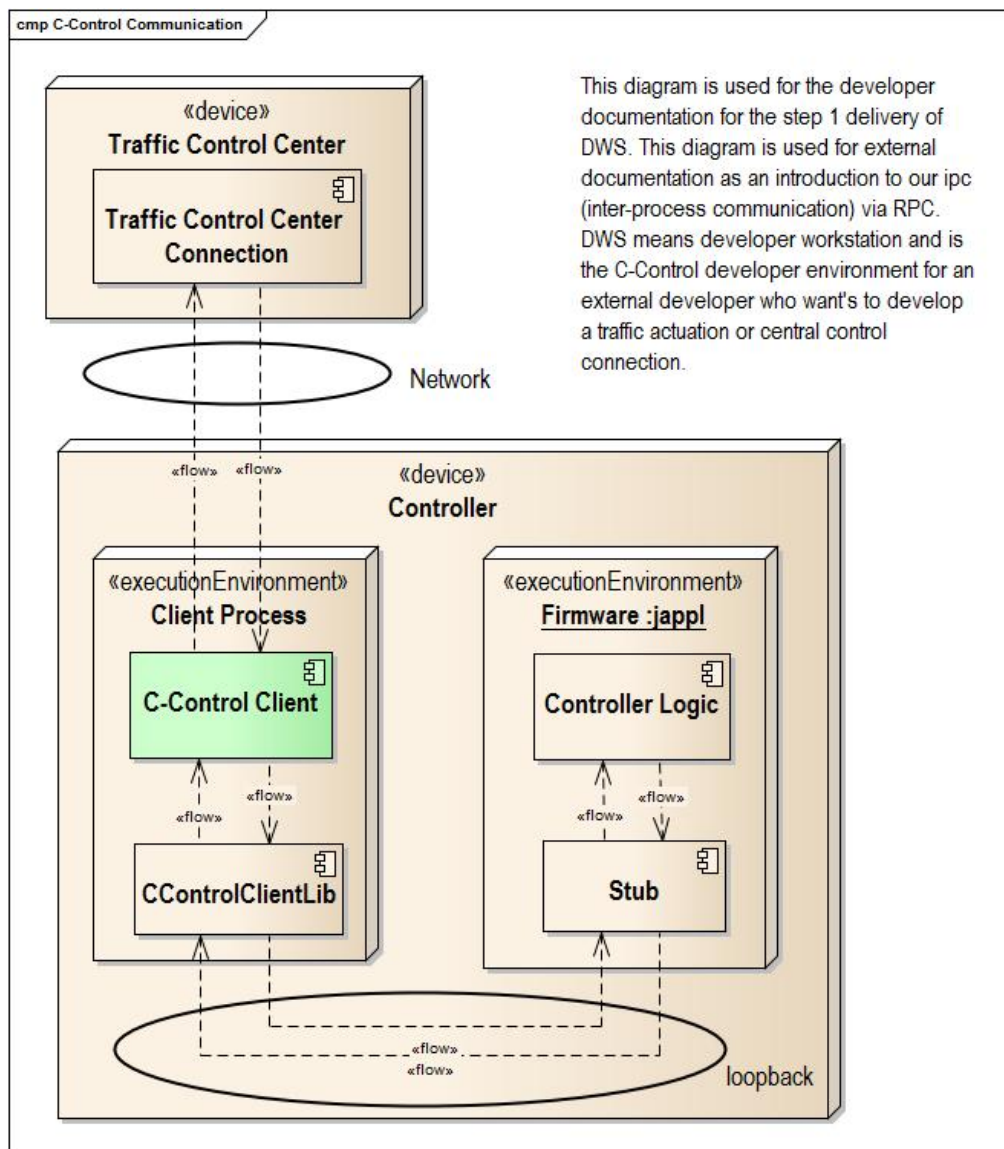 cmp C-Control Communication
«device»
Traffic Control Center
Traffic Control Center
Connection
This diagram is used for the developer
documentation for the step 1 delivery of
DWS. This diagram is used for external
documentation as an introduction to our ipc
(inter-process communication) via RPC.
DWS means developer workstation and is
the C-Control developer environment for an
external developer who want's to develop
a traffic actuation or central control
connection.
Network
«flow»
«flow»
«device»
Controller
«executionEnvironment»
Client Process
C-Control Client
«flow»
«flow»
CControlClientLib
«executionEnvironment»
Firmware :jappl
Controller Logic
«flow»
«flow»
Stub
«flow»
«flow»
loopback